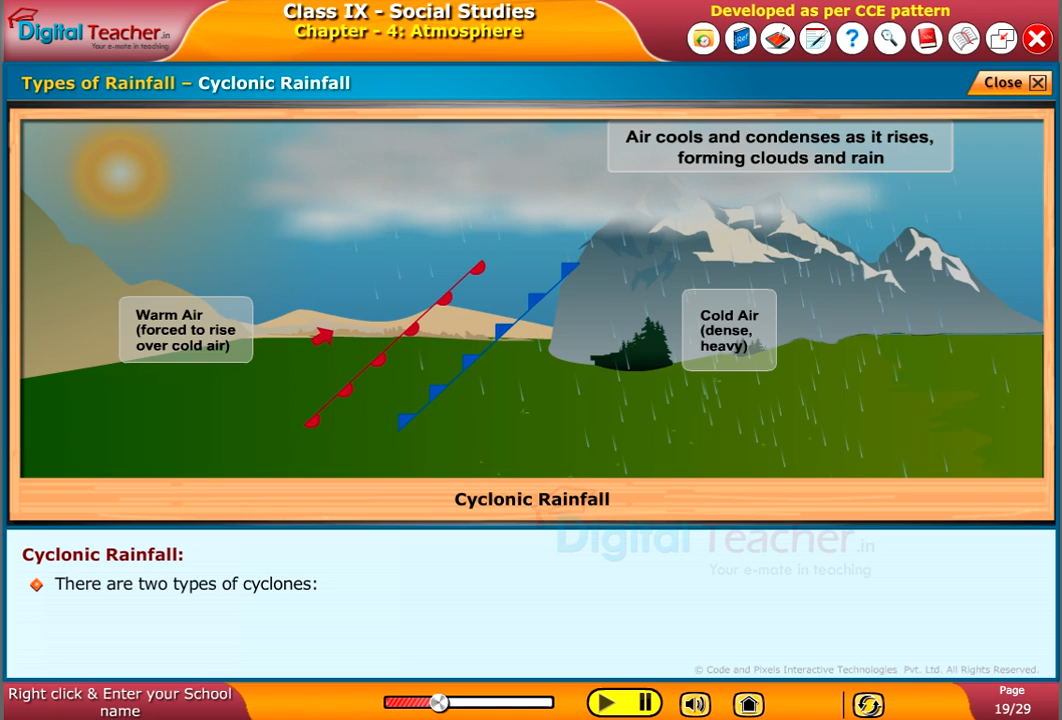 Digital Teacher.in
Your e-mate in teaching
Class IX - Social Studies
Chapter - 4: Atmosphere
Developed as per CCE pattern
Ref
?
Types of Rainfall – Cyclonic Rainfall
Close
Air cools and condenses as it rises,
forming clouds and rain
Warm Air
(forced to rise
over cold air)
Cold Air
(dense,
heavy)
Cyclonic Rainfall
Digital Teacher.in
Your e-mate in teaching
Cyclonic Rainfall:
There are two types of cyclones:
© Code and Pixels Interactive Technologies Pvt. Ltd. All Rights Reserved.
Right click & Enter your School
name
Page
19/29